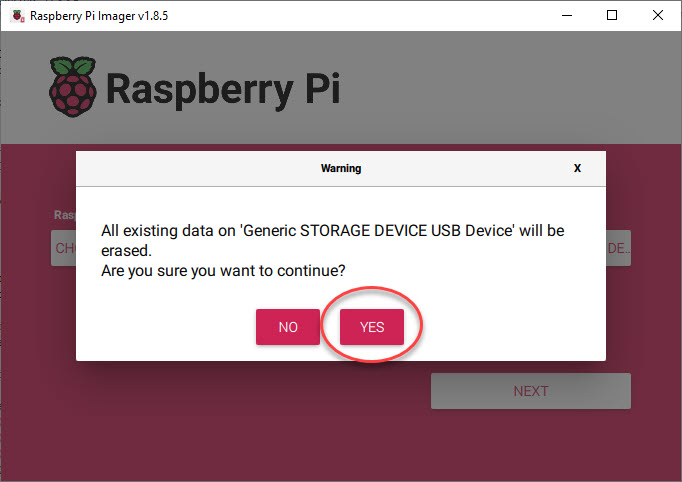 Raspberry Pi Imager v1.8.5
Raspberry Pi
Warning
X
All existing data on 'Generic STORAGE DEVICE USB Device' will be
erased.
Are you sure you want to continue?
NO
YES
NEXT